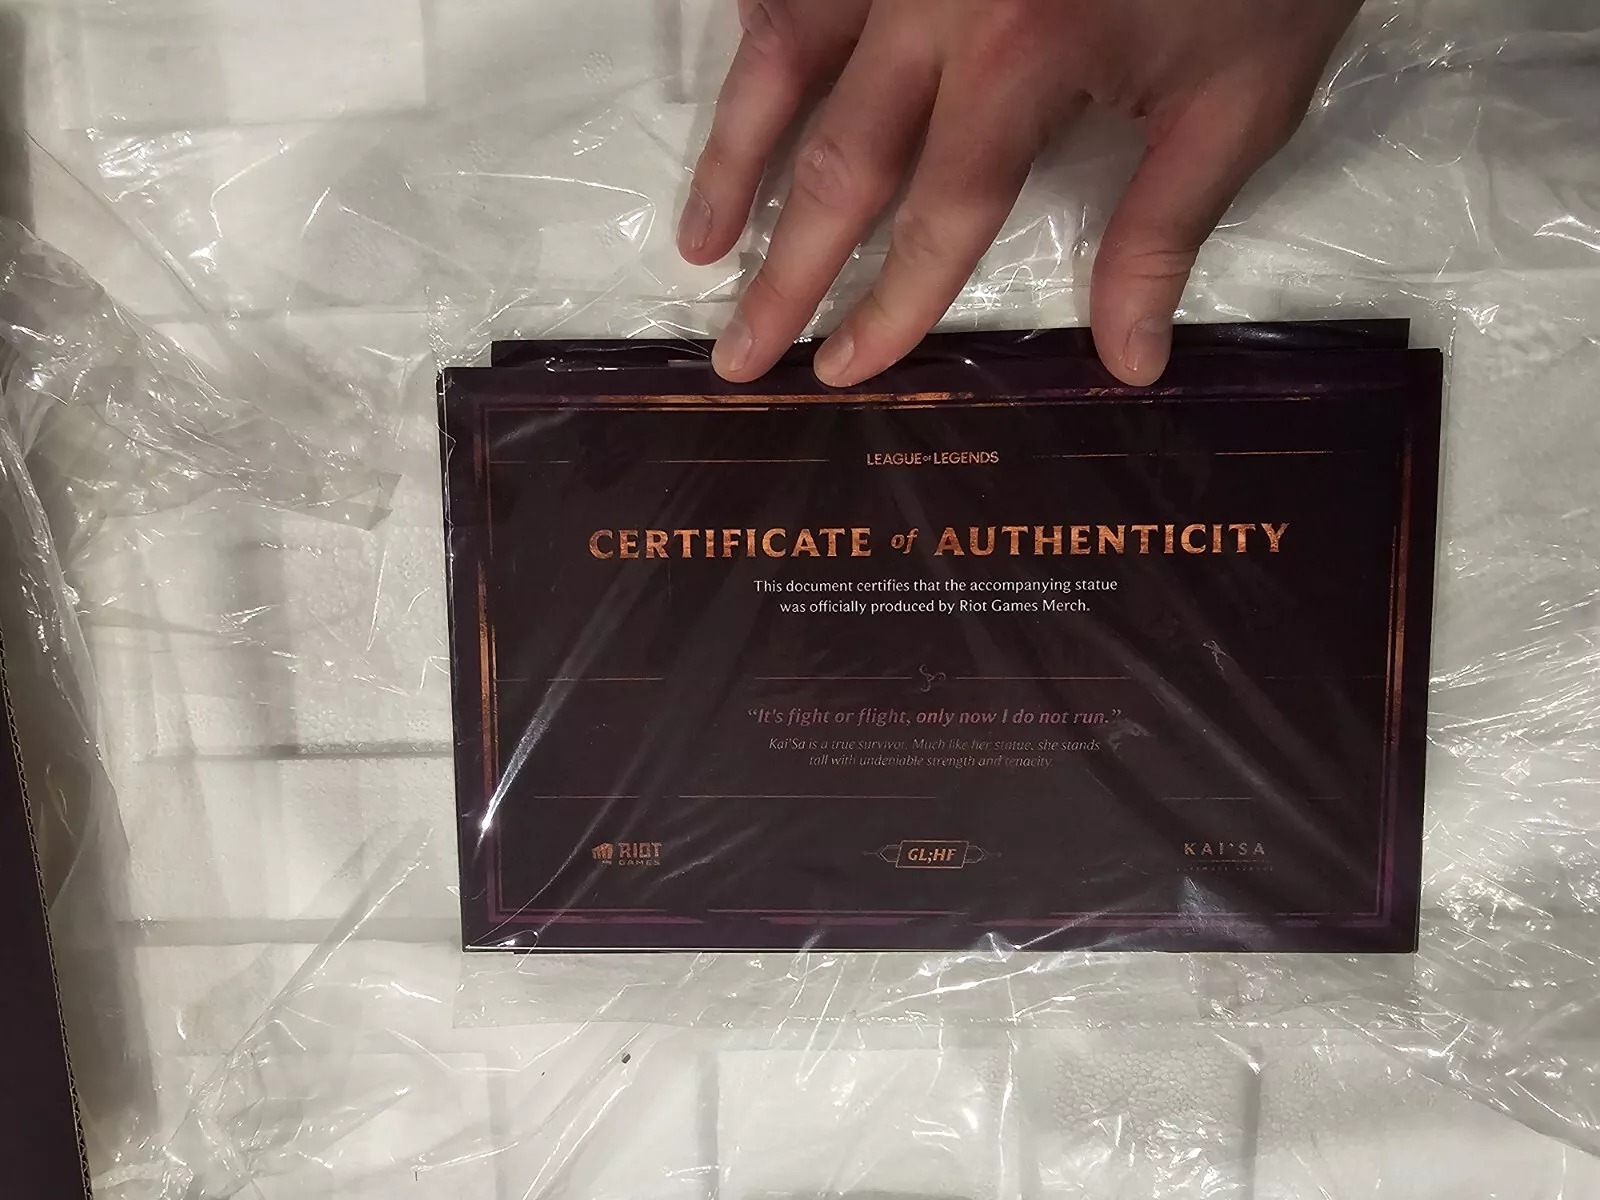 LEAGUE OF LEGENDS
CERTIFICATE of AUTHENTICITY
This document certifies that the accompanying statue
was officially produced by Riot Games Merch.
“It's fight or flight, only now I do not run.”
Kai'Sa is a true survivor. Much like her statue, she stands
tall with undeniable strength and tenacity.
RIOT GAMES
GL;HF
KAI'SA